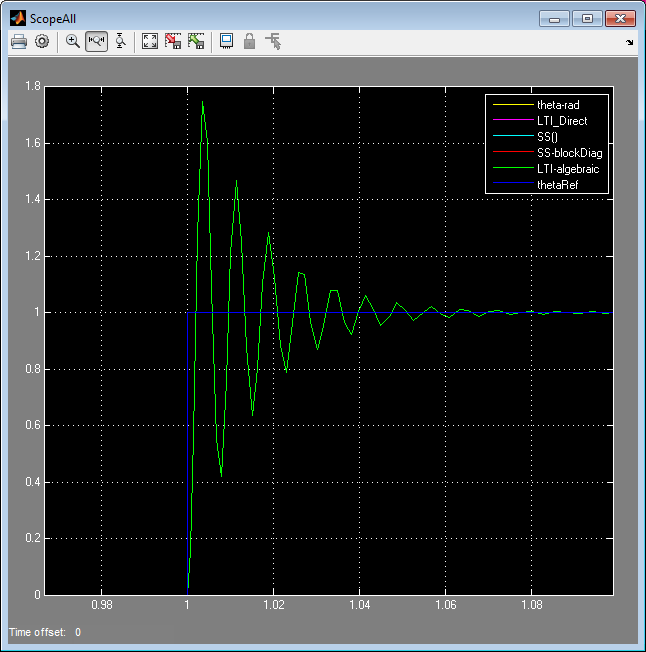 ScopeAll
1.8
1.6
1.4
1.2
1
0.8
0.6
0.4
0.2
0
theta-rad
LTI_Direct
SS()
SS-blockDiag
LTI-algebraic
thetaRef
0.98 1 1.02 1.04 1.06 1.08
Time offset: 0